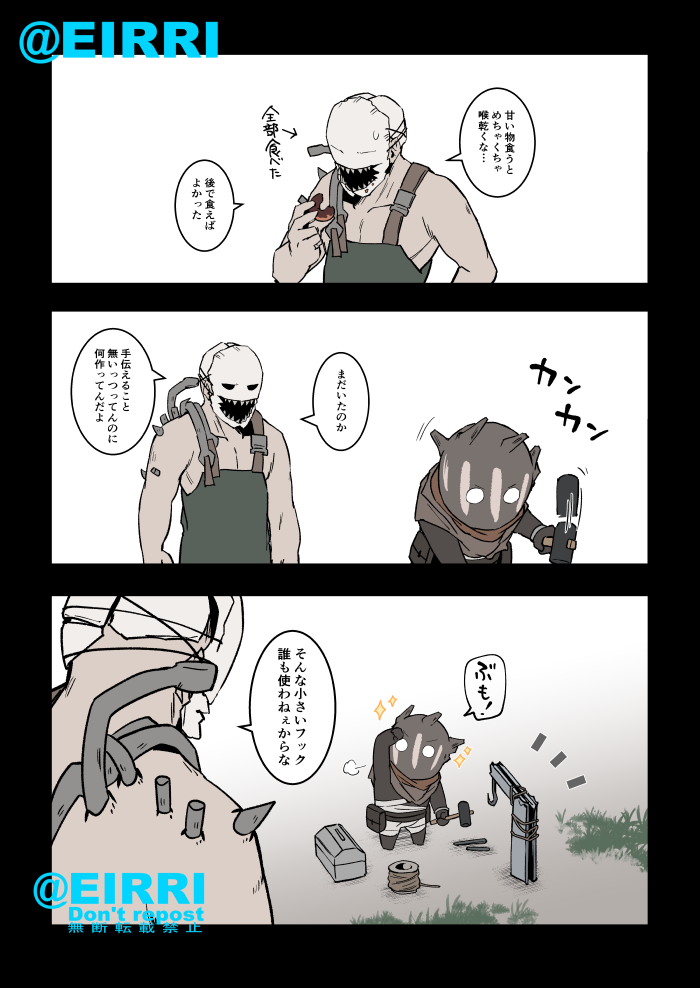 @EIRRI
甘い物食うと
めちゃくちゃ
喉乾くな…
全部食べた
→
後で食えば
よかった
カン
カン
まだいたのか
手伝えること
無いっつってんのに
何作ってんだよ
ぶも!
そんな小さいフック
誰も使わねぇからな
@EIRRI
Don't repost
無断転載禁止